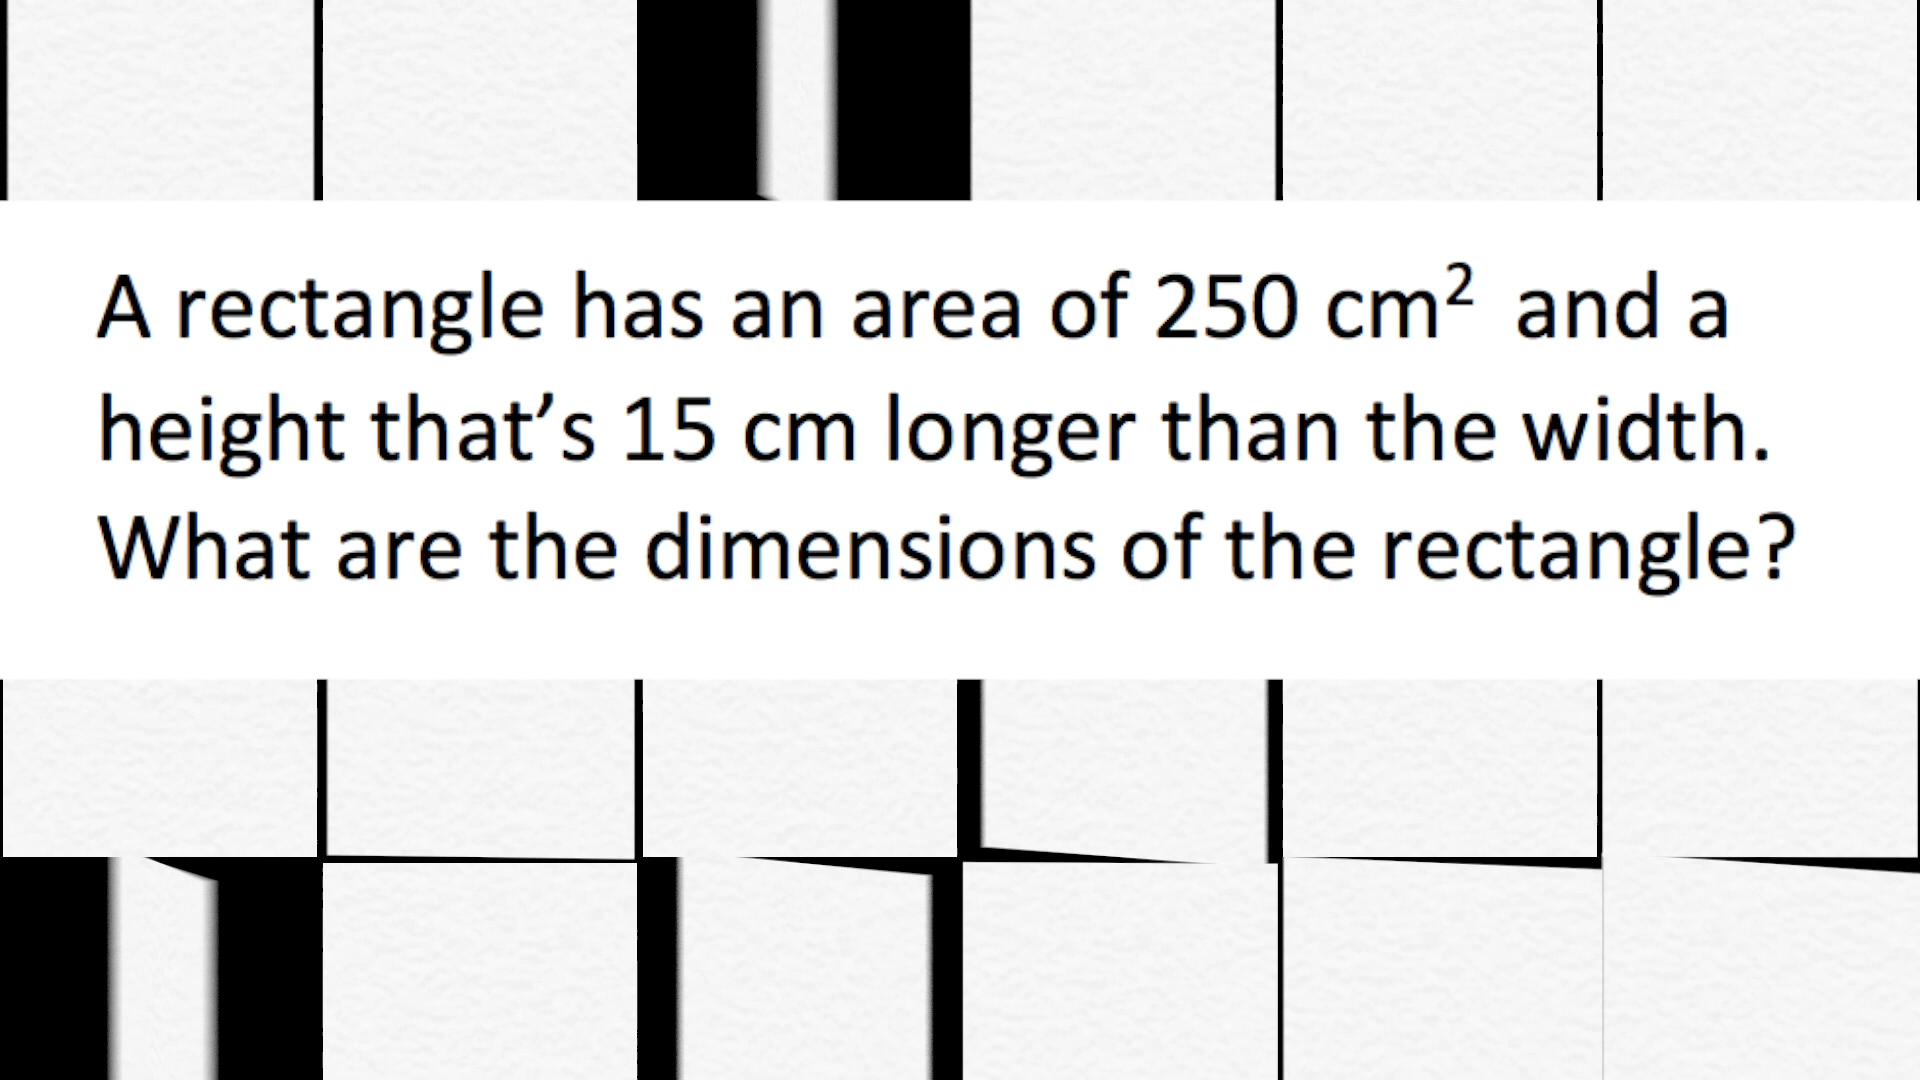 A rectangle has an area of 250 cm² and a
height that’s 15 cm longer than the width.
What are the dimensions of the rectangle?